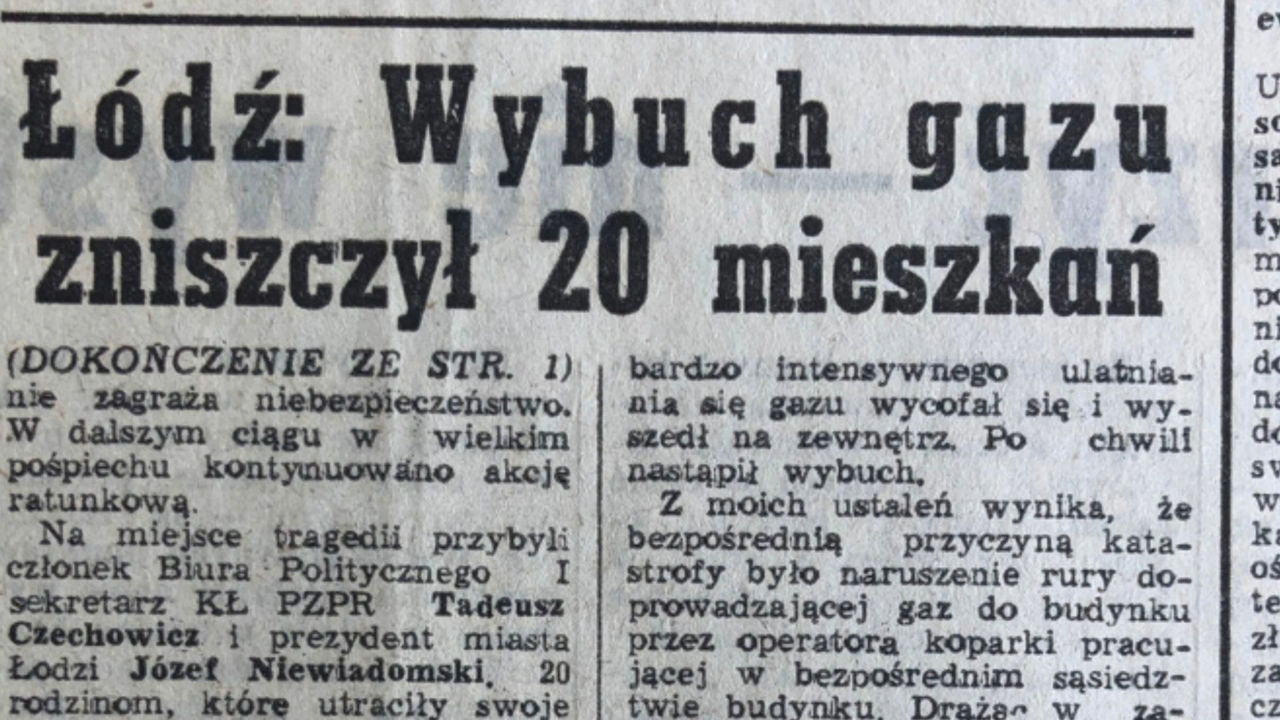 Łódź: Wybuch gazu
zniszczył 20 mieszkań
(DOKOŃCZENIE ZE STR. 1)
nie zagraża niebezpieczeństwo.
W dalszym ciągu w wielkim
pośpiechu kontynuowano akcję
ratunkową.
Na miejsce tragedii przybyli
członek Biura Politycznego I
sekretarz KŁ PZPR Tadeusz
Czechowicz i prezydent miasta
Łodzi Józef Niewiadomski. 20
rodzinom, które utraciły swoje
bardzo intensywnego ulatnia-
nia się gazu wycofał się i wy-
szedł na zewnętrz. Po chwili
nastąpił wybuch.
Z moich ustaleń wynika, że
bezpośrednią przyczyną kata-
strofy było naruszenie rury do-
prowadzającej gaz do budynku
przez operatora koparki pracu-
jącej w bezpośrednim sąsiedz-
twie budynku. Drążąc w za-